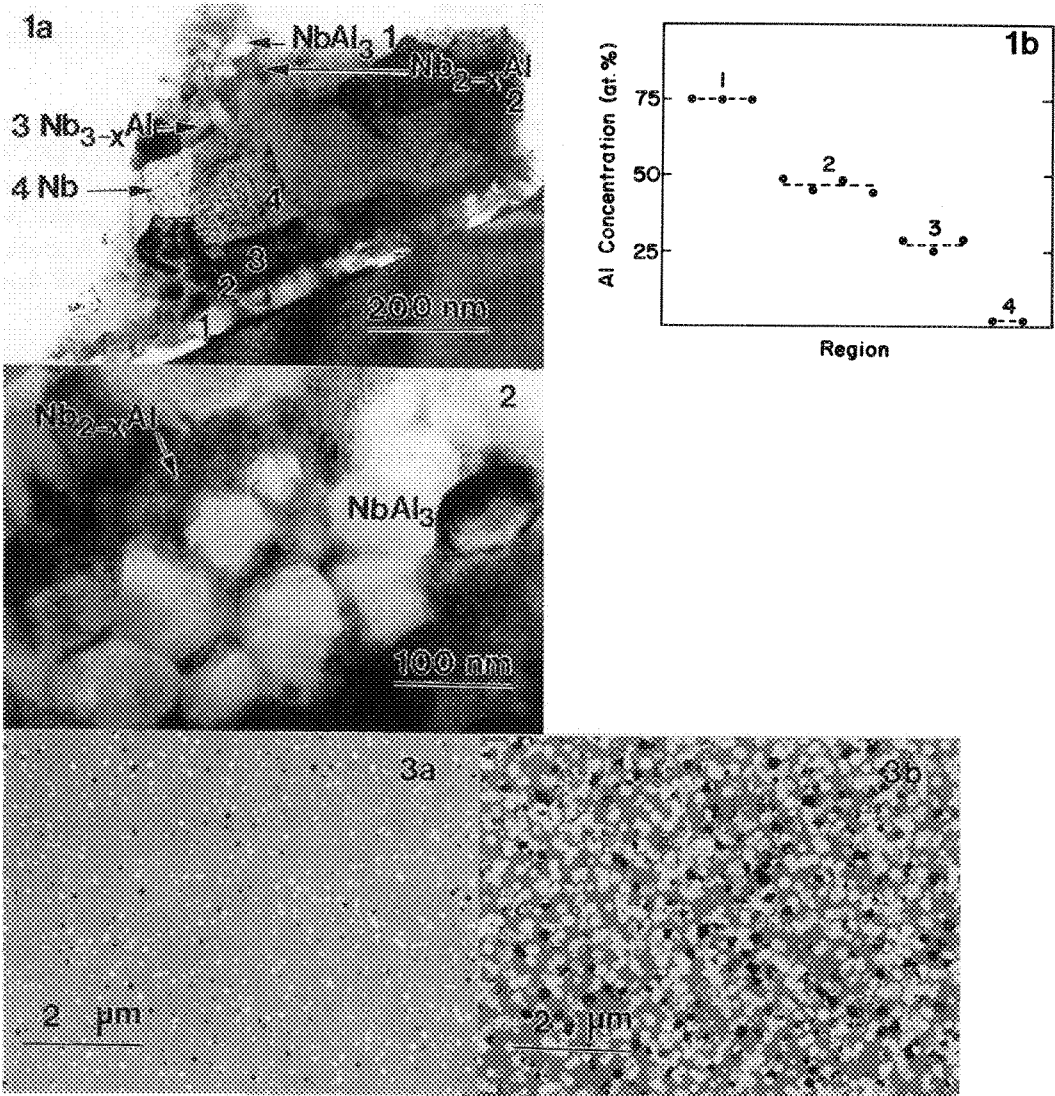 1a
NbAl3 1
Nb2-xAl
2
3 Nb3-xAl
4 Nb
4
3
2
1
200 nm
1b
Al Concentration (at.%)
75
50
25
1
2
3
4
Region
2
Nb2-xAl
NbAl3
100 nm
3a
2 μm
3b
2 μm